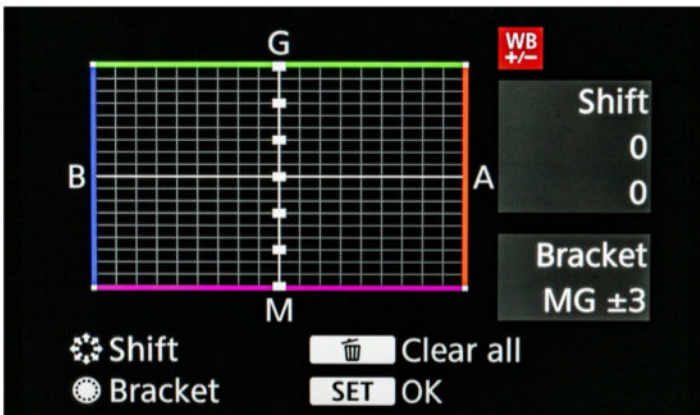 G
WB
+/−
Shift
0
0
B
A
Bracket
MG ±3
M
Shift
Clear all
Bracket
SET OK